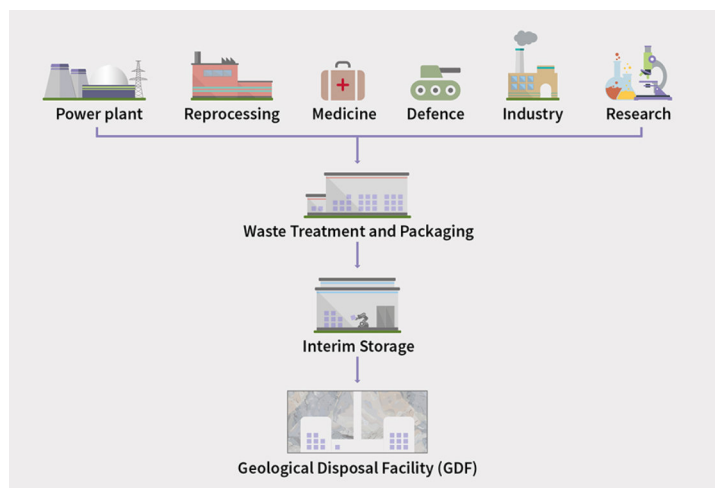 Power plant
Reprocessing
Medicine
Defence
Industry
Research
Waste Treatment and Packaging
Interim Storage
Geological Disposal Facility (GDF)